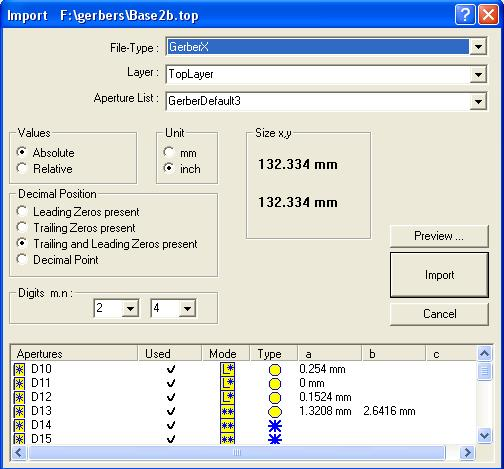 Import F:\gerbers\Base2b.top
File-Type : GerberX
Layer : TopLayer
Aperture List : GerberDefault3
Values
Absolute
Relative
Unit
mm
inch
Size x,y
132.334 mm
132.334 mm
Decimal Position
Leading Zeros present
Trailing Zeros present
Trailing and Leading Zeros present
Decimal Point
Digits m.n :
2
4
Preview ...
Import
Cancel
Apertures Used Mode Type a b c
D10 0.254 mm
D11 0 mm
D12 0.1524 mm
D13 1.3208 mm 2.6416 mm
D14
D15